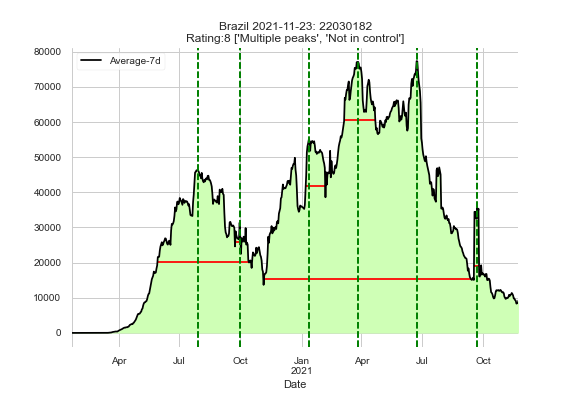 Brazil 2021-11-23: 22030182
Rating:8 ['Multiple peaks', 'Not in control']
Average-7d
80000
70000
60000
50000
40000
30000
20000
10000
0
Apr Jul Oct Jan Apr Jul Oct
2021
Date